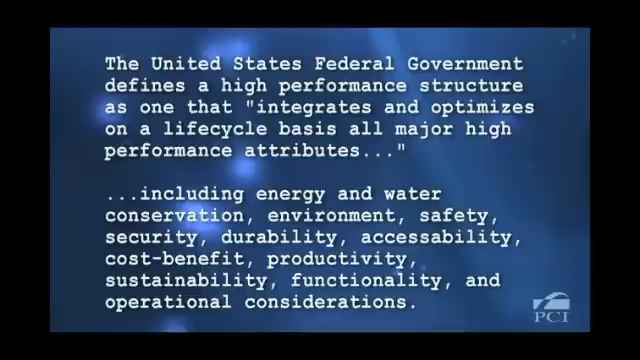 The United States Federal Government
defines a high performance structure
as one that "integrates and optimizes
on a lifecycle basis all major high
performance attributes..."
...including energy and water
conservation, environment, safety,
security, durability, accessability,
cost-benefit, productivity,
sustainability, functionality, and
operational considerations.
PCI